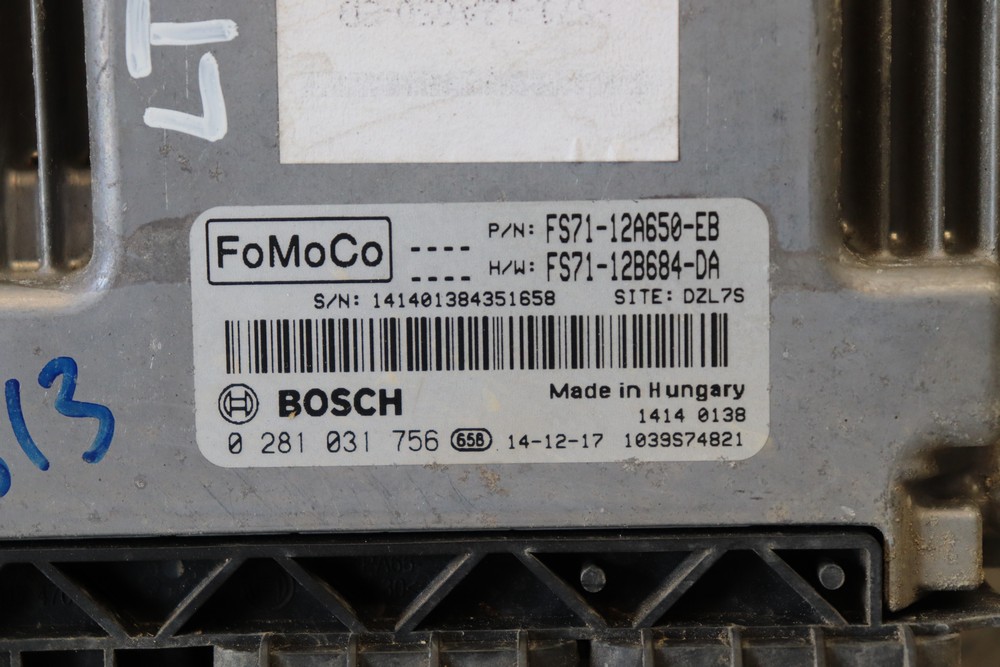 FoMoCo
---- P/N: FS71-12A650-EB
---- H/W: FS71-12B684-DA
S/N: 141401384351658 SITE: DZL7S
BOSCH
Made in Hungary
1414 0138
0 281 031 756 658 14-12-17 1039S74821
13